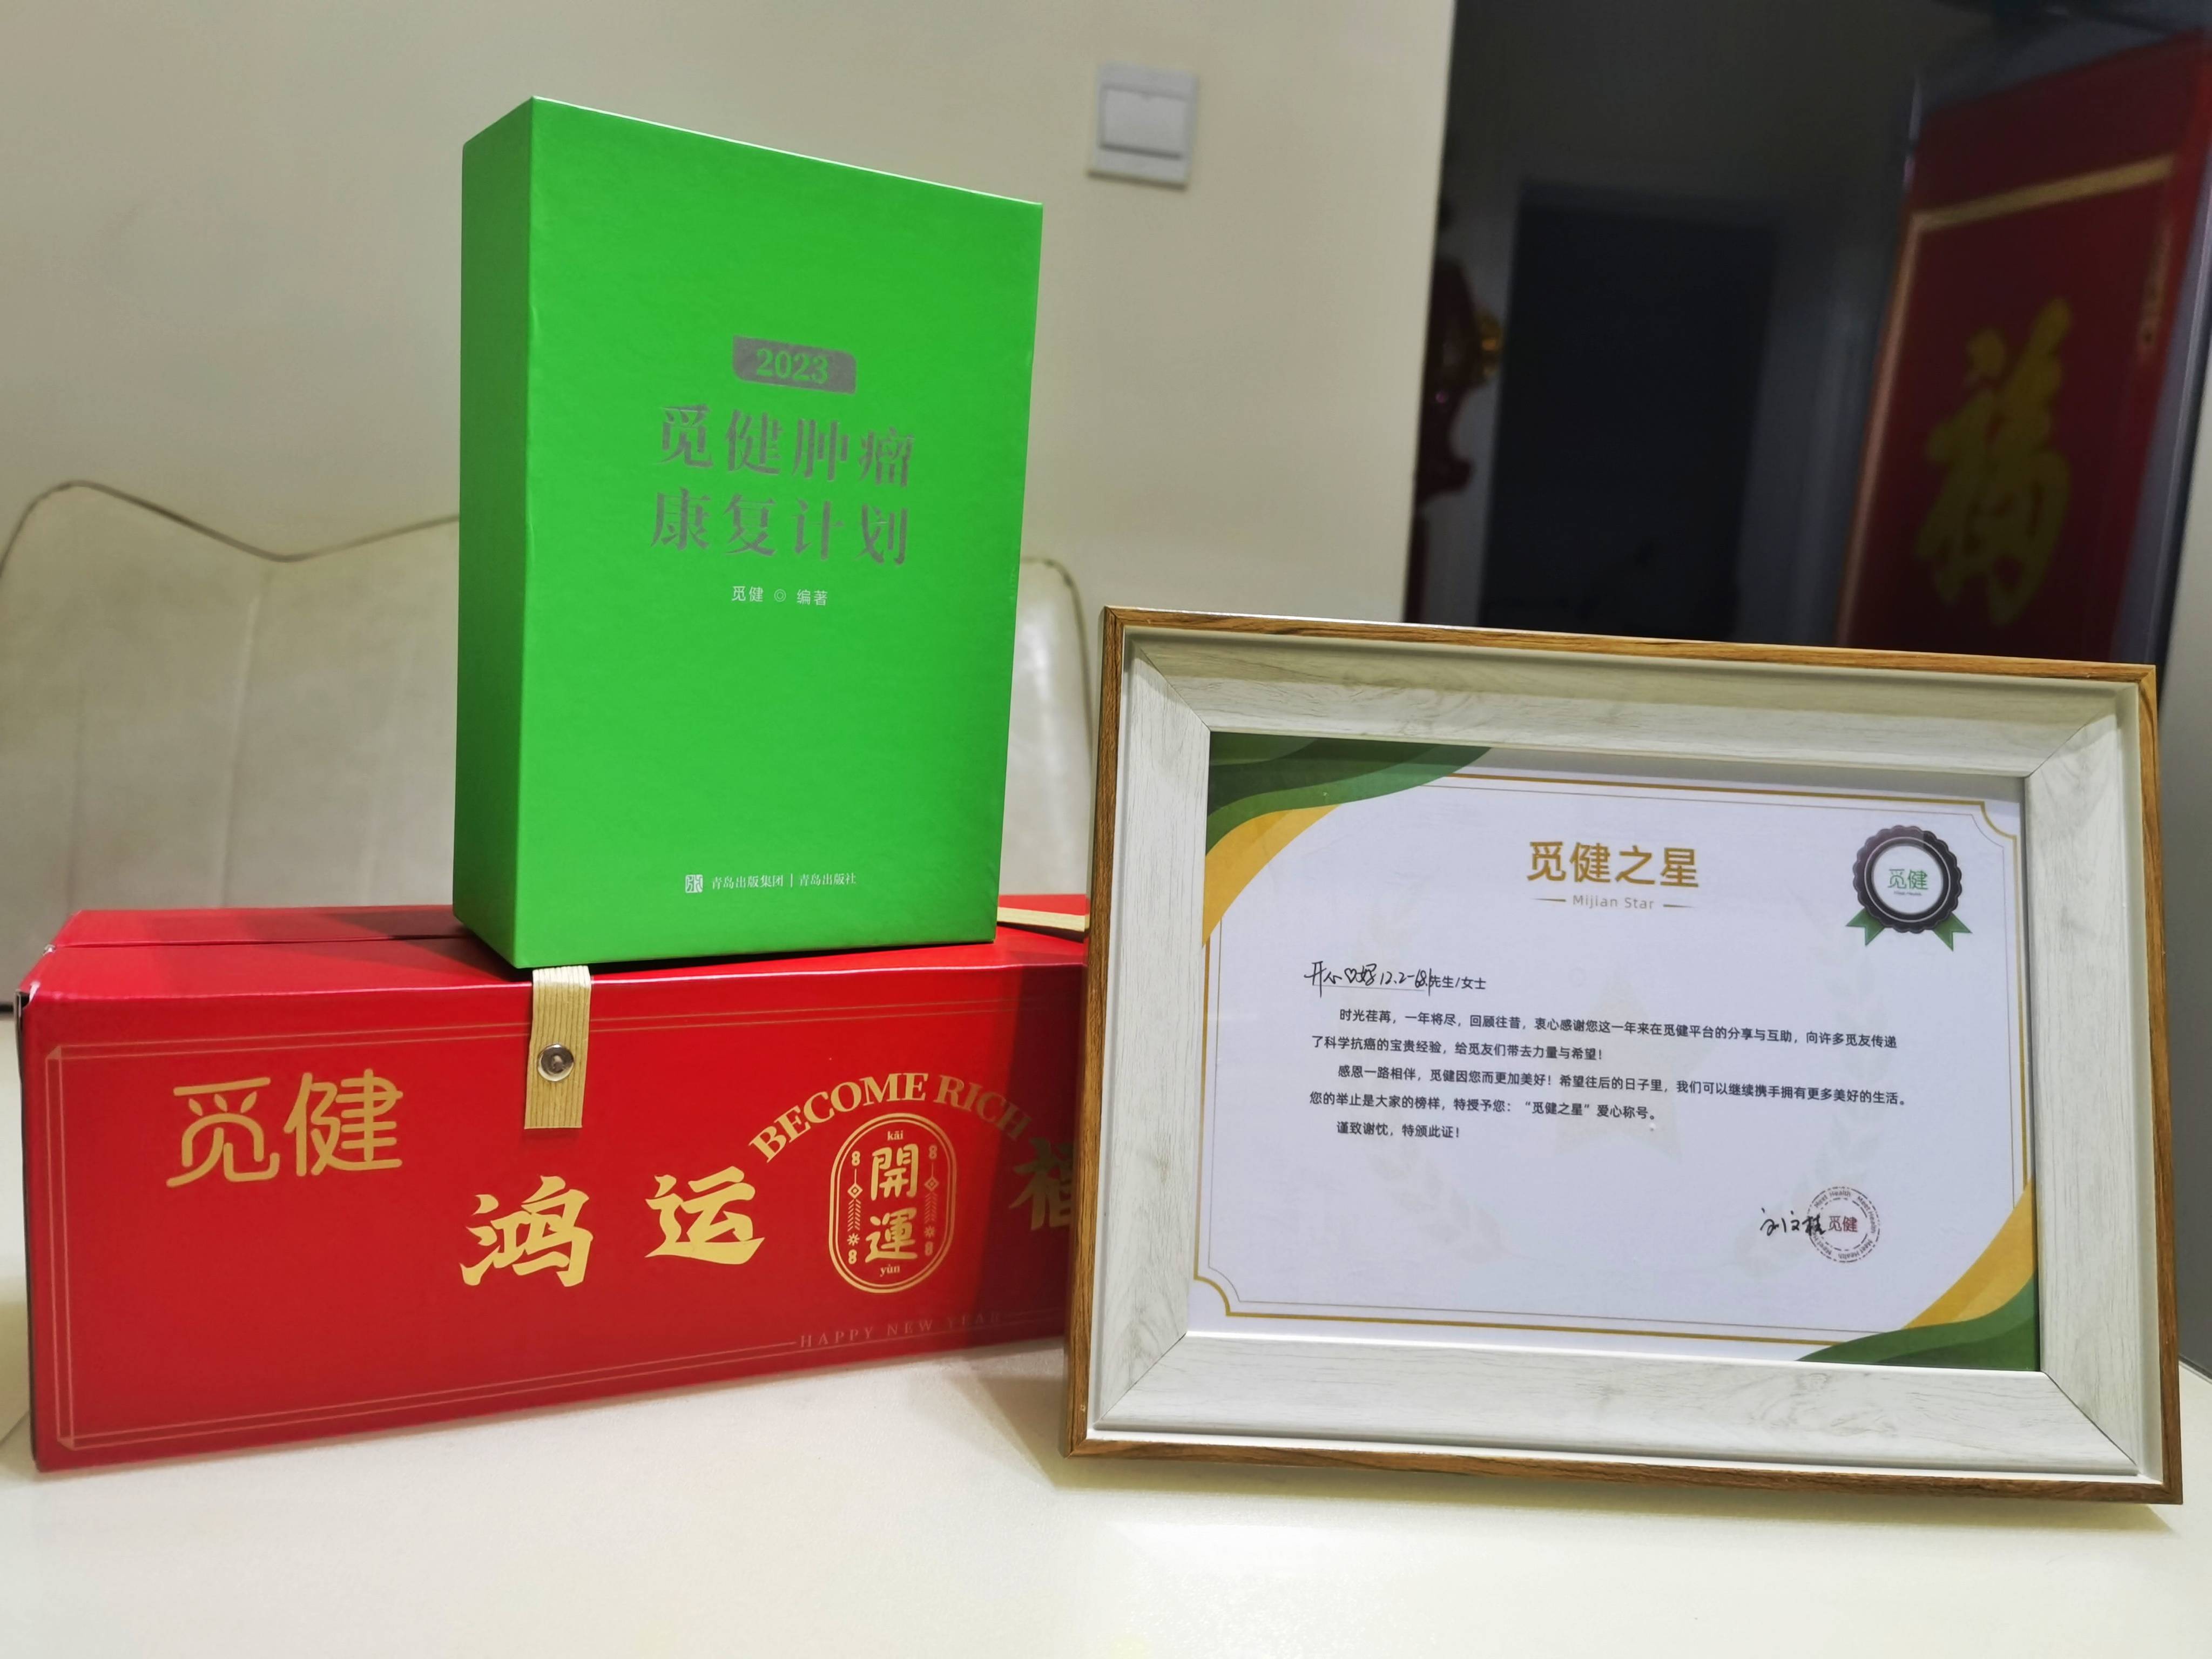 2023
觅健肿瘤
康复计划
觅健 ◎ 编著
青岛出版集团 | 青岛出版社
觅健
鸿运
BECOME RICH
kāi
開
運
yùn
福
HAPPY NEW YEAR
福
觅健之星
Mijian Star
觅健
先生/女士
时光荏苒，一年将尽，回顾往昔，衷心感谢您这一年来在觅健平台的分享与互助，向许多觅友传递
了科学抗癌的宝贵经验，给觅友们带去力量与希望！
感恩一路相伴，觅健因您而更加美好！希望往后的日子里，我们可以继续携手拥有更多美好的生活。
您的举止是大家的榜样，特授予您：“觅健之星”爱心称号。
谨致谢忱，特颁此证！
觅健